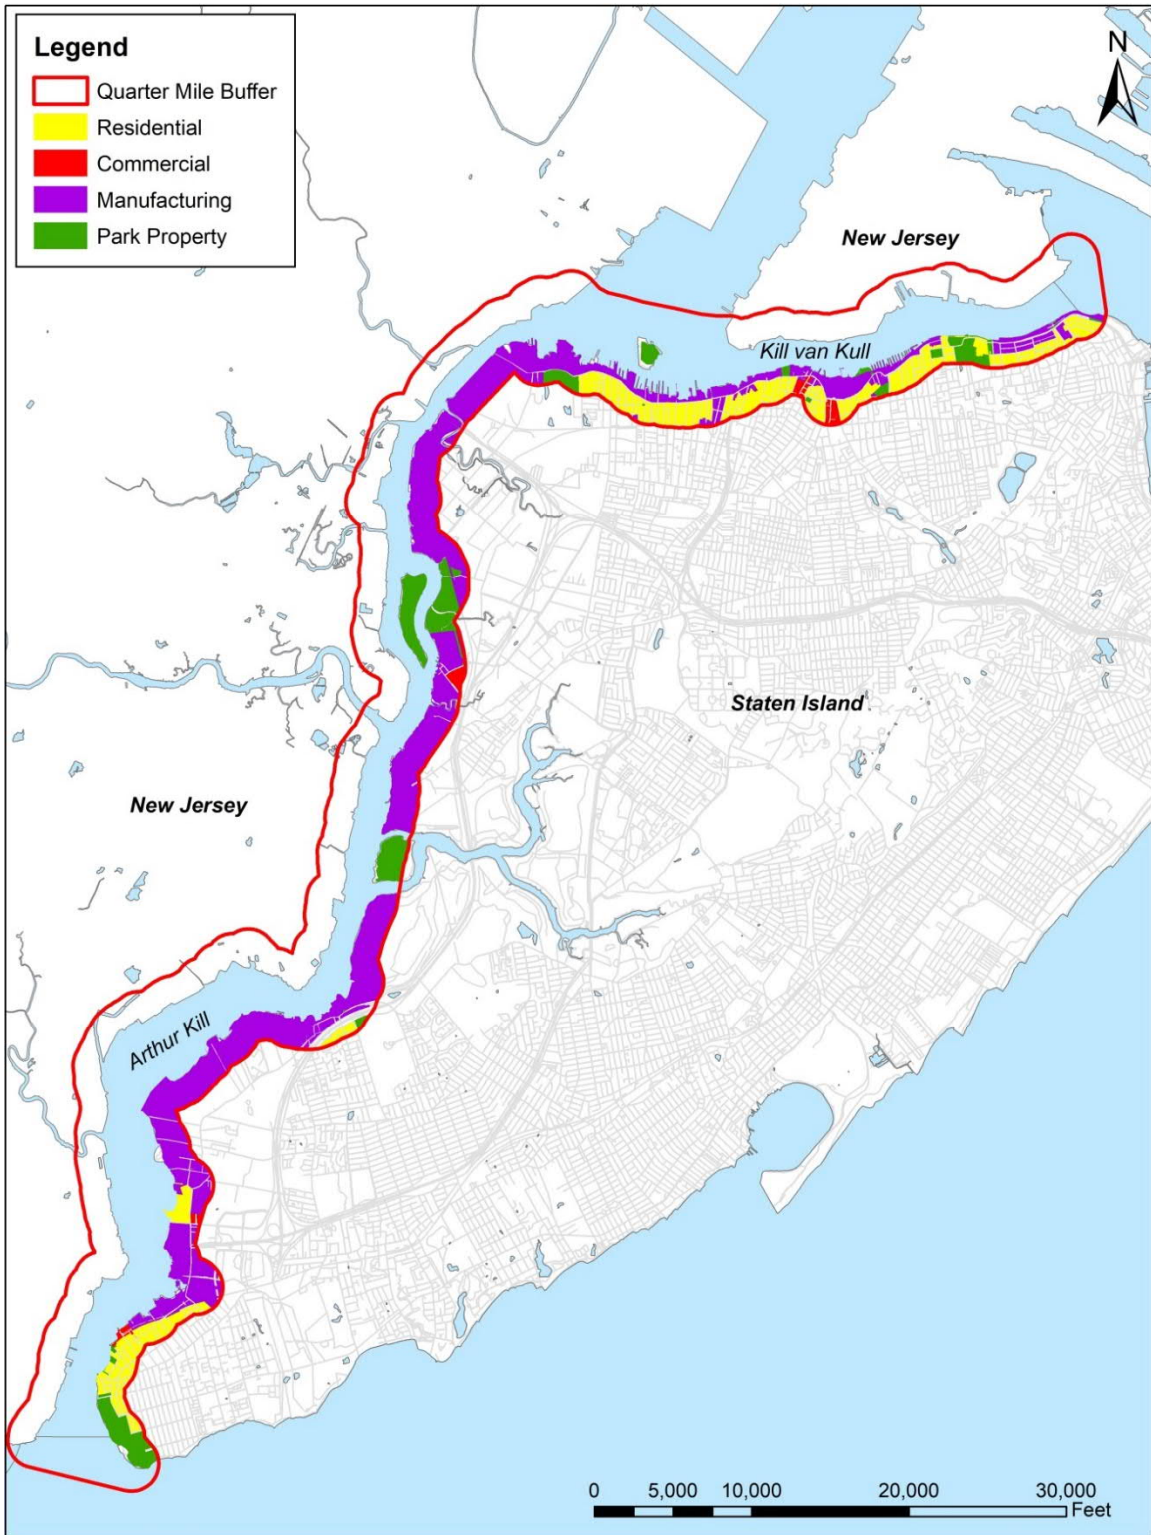 Legend
Quarter Mile Buffer
Residential
Commercial
Manufacturing
Park Property
N
New Jersey
Kill van Kull
Staten Island
New Jersey
Arthur Kill
0 5,000 10,000 20,000 30,000
Feet